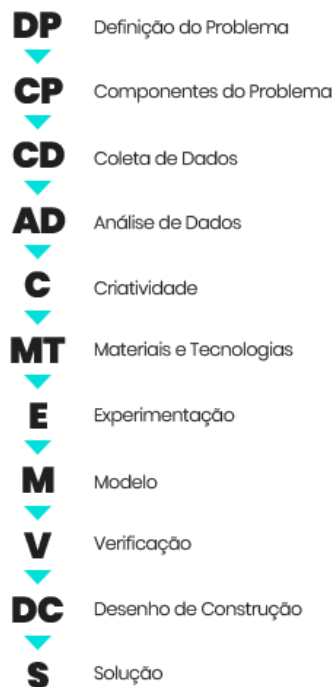 DP Definição do Problema
CP Componentes do Problema
CD Coleta de Dados
AD Análise de Dados
C Criatividade
MT Materiais e Tecnologias
E Experimentação
M Modelo
V Verificação
DC Desenho de Construção
S Solução